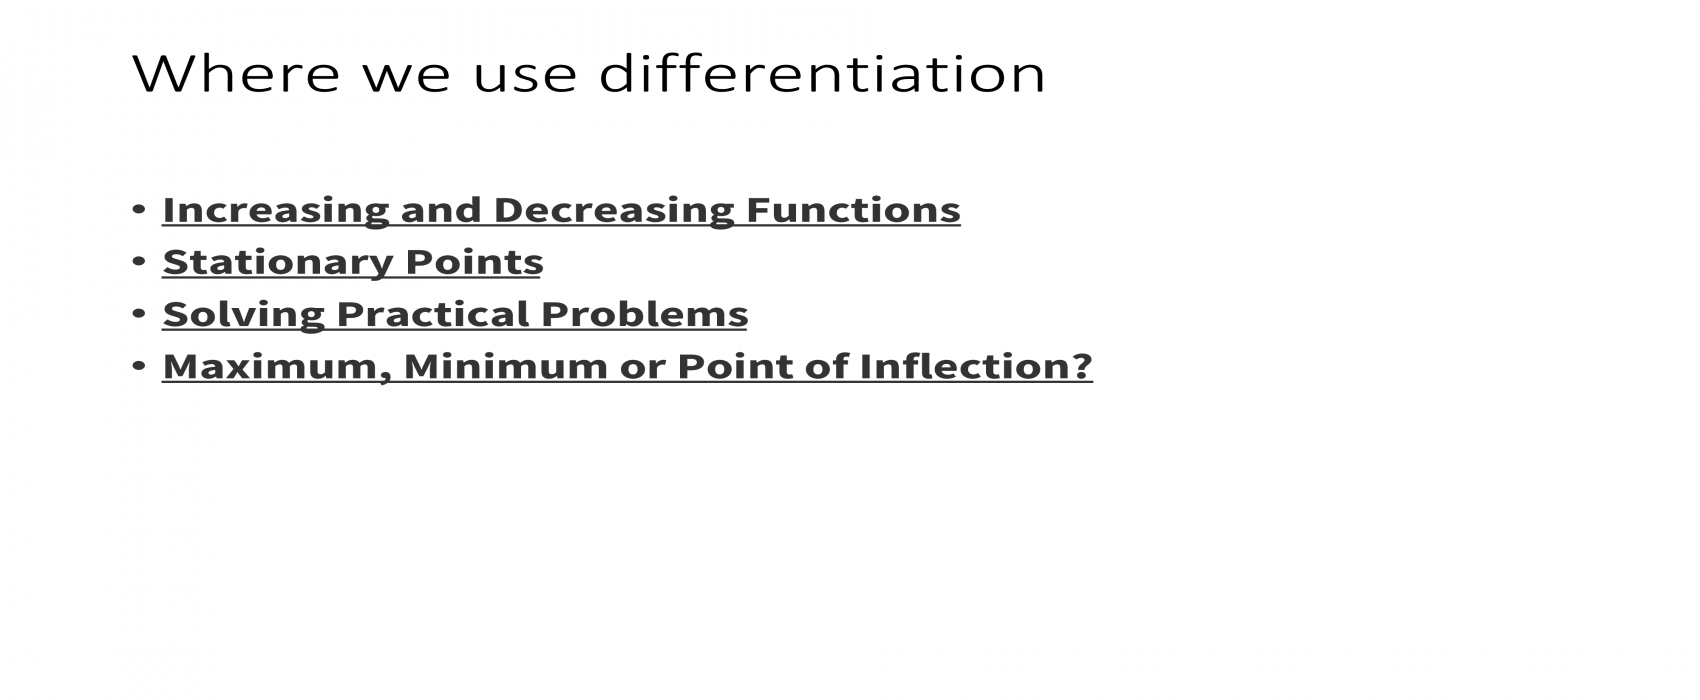 Where we use differentiation
• Increasing and Decreasing Functions
• Stationary Points
• Solving Practical Problems
• Maximum, Minimum or Point of Inflection?